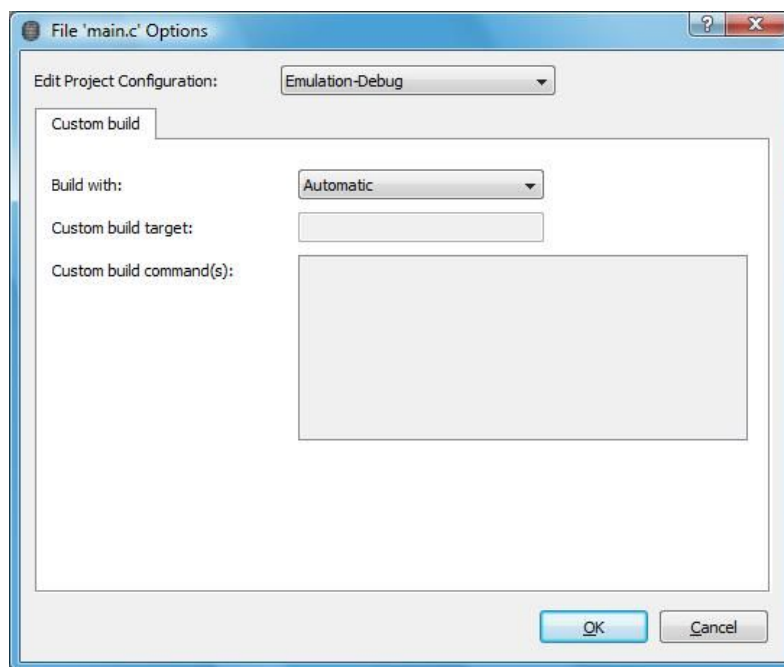 File 'main.c' Options
?
Edit Project Configuration: Emulation-Debug
Custom build
Build with: Automatic
Custom build target:
Custom build command(s):
OK Cancel